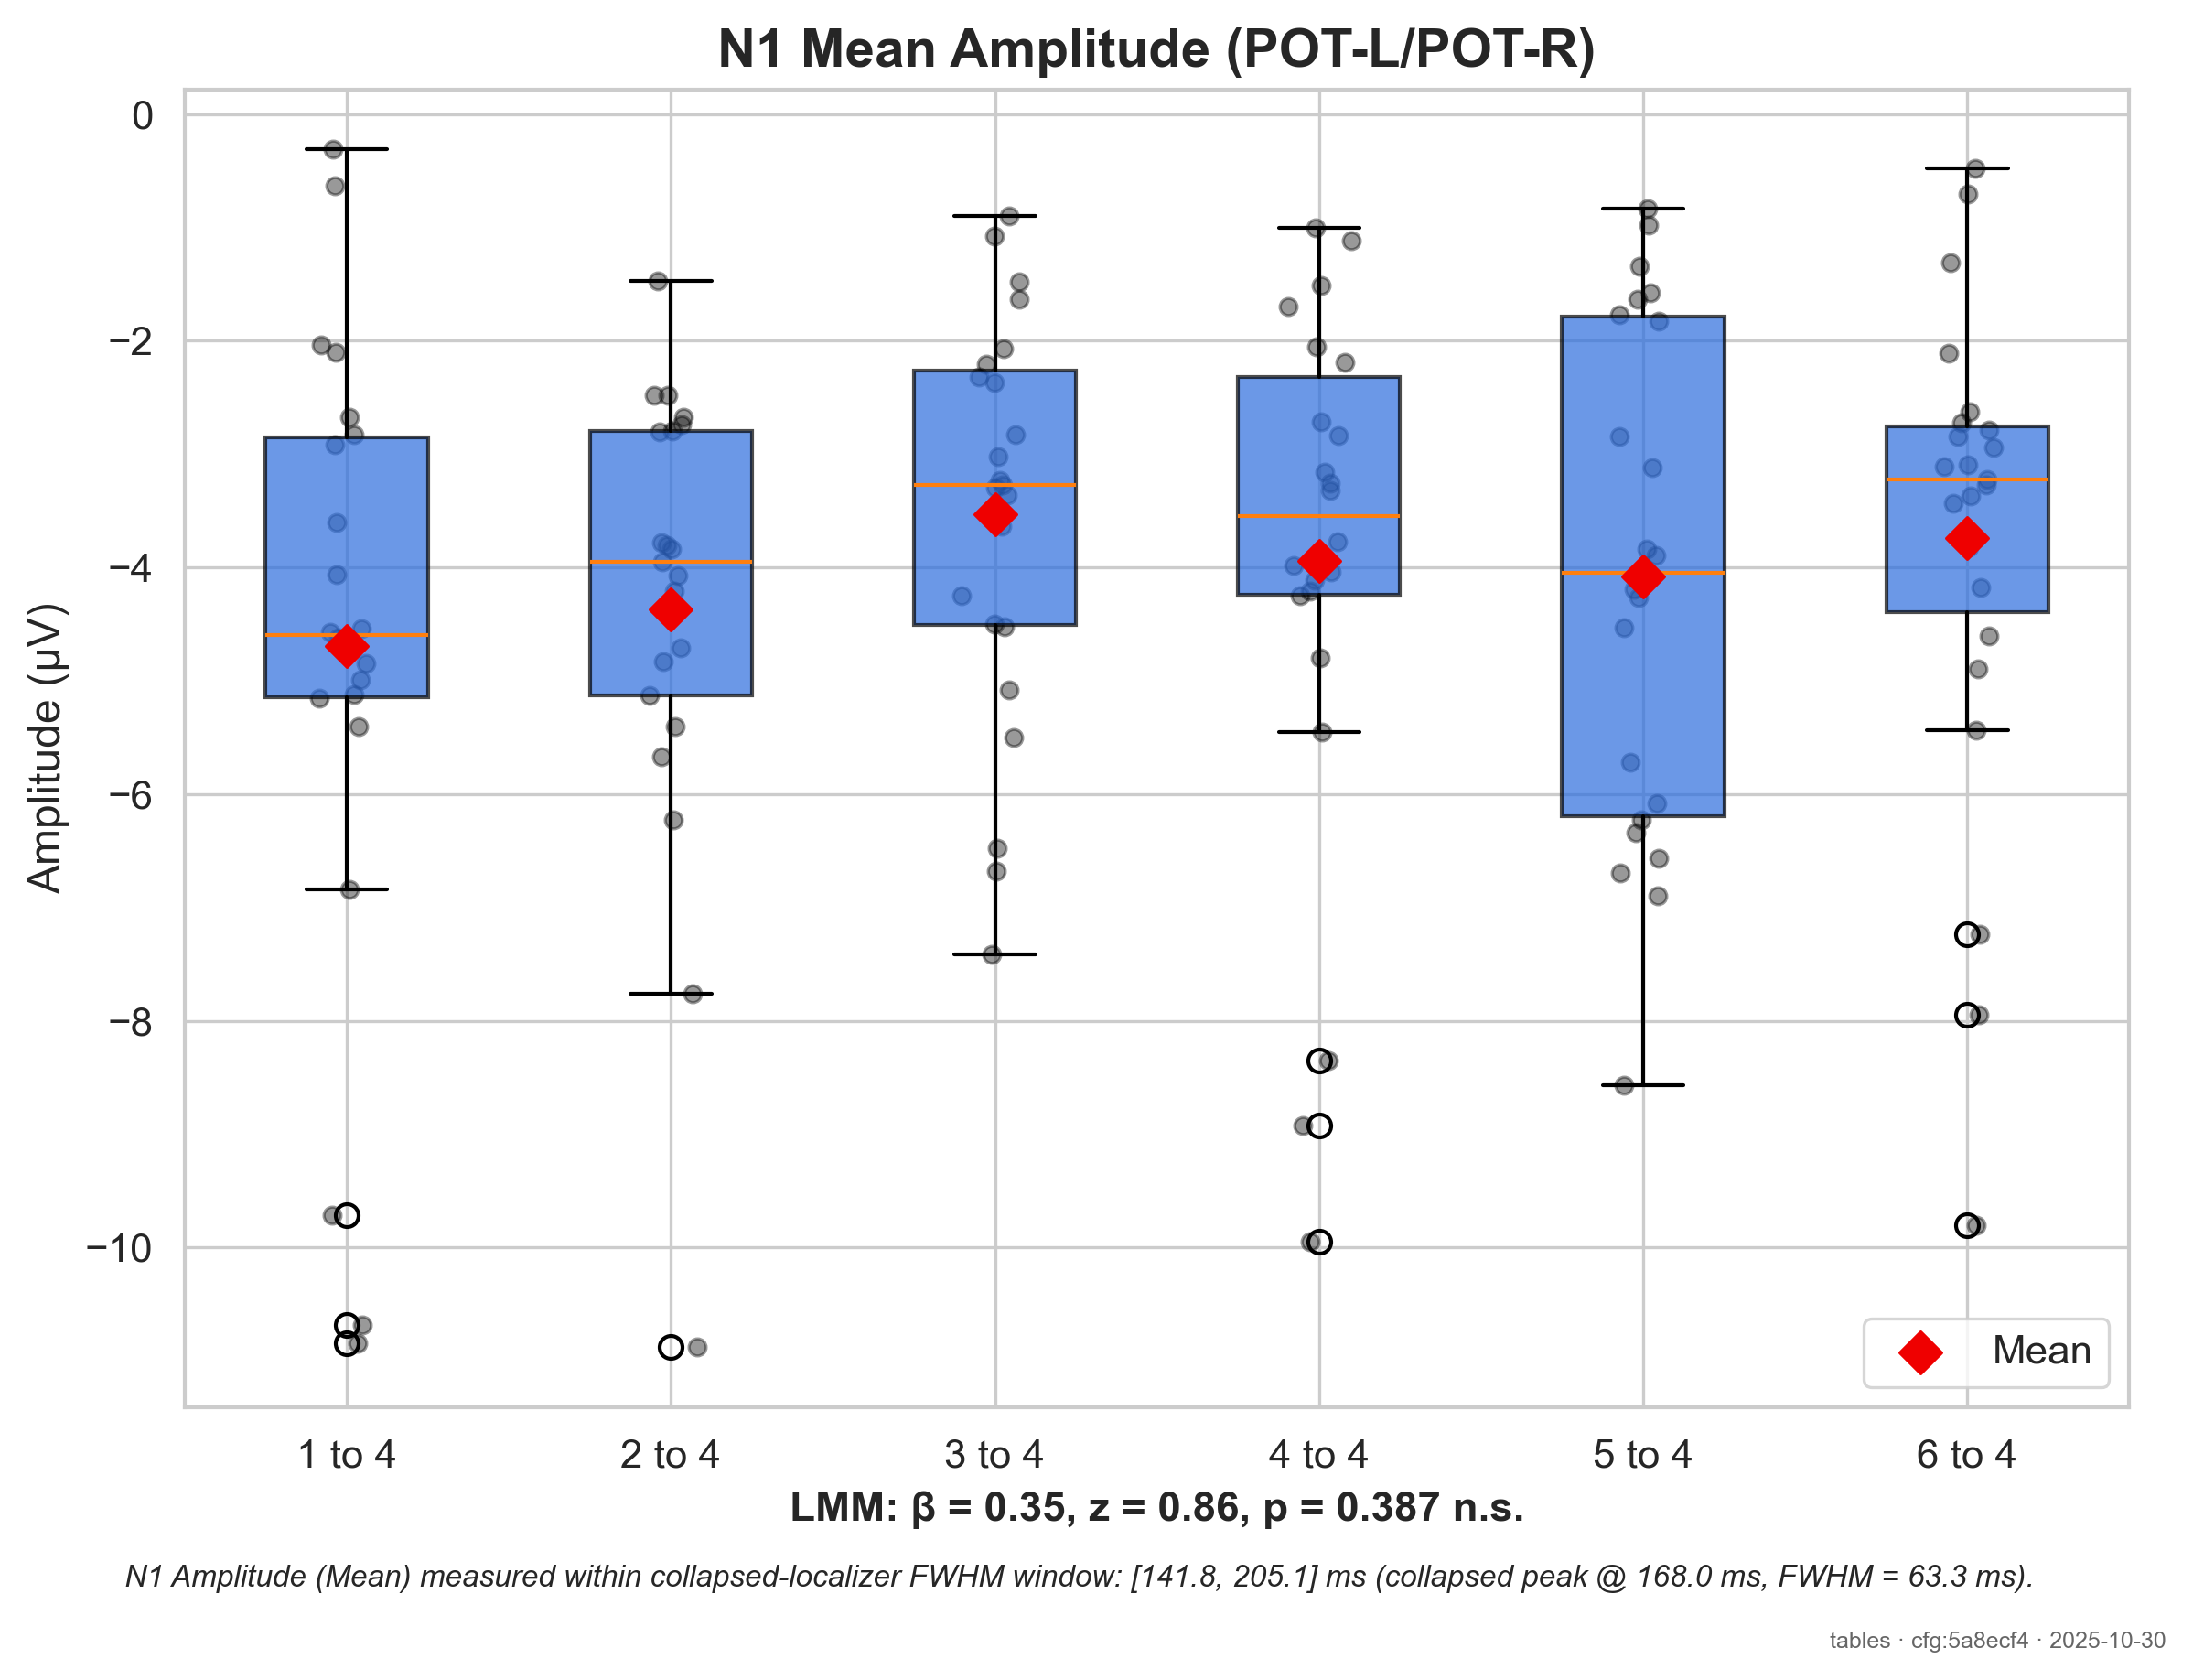 N1 Mean Amplitude (POT-L/POT-R)
Amplitude (µV)
0
−2
−4
−6
−8
−10
Mean
1 to 4
2 to 4
3 to 4
4 to 4
5 to 4
6 to 4
LMM: β = 0.35, z = 0.86, p = 0.387 n.s.
N1 Amplitude (Mean) measured within collapsed-localizer FWHM window: [141.8, 205.1] ms (collapsed peak @ 168.0 ms, FWHM = 63.3 ms).
tables · cfg:5a8ecf4 · 2025-10-30